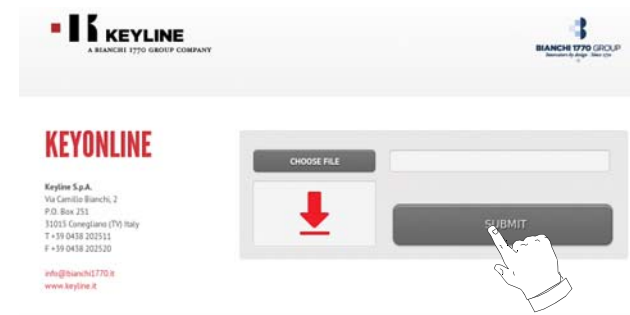 KEYLINE
A BIANCHI 1770 GROUP COMPANY
BIANCHI 1770 GROUP
KEYONLINE
Keyline S.p.A.
Via Camillo Bianchi, 2
P.O. Box 251
31015 Conegliano (TV) Italy
T +39 0438 202511
F +39 0438 202520
info@bianchi1770.it
www.keyline.it
CHOOSE FILE
SUBMIT